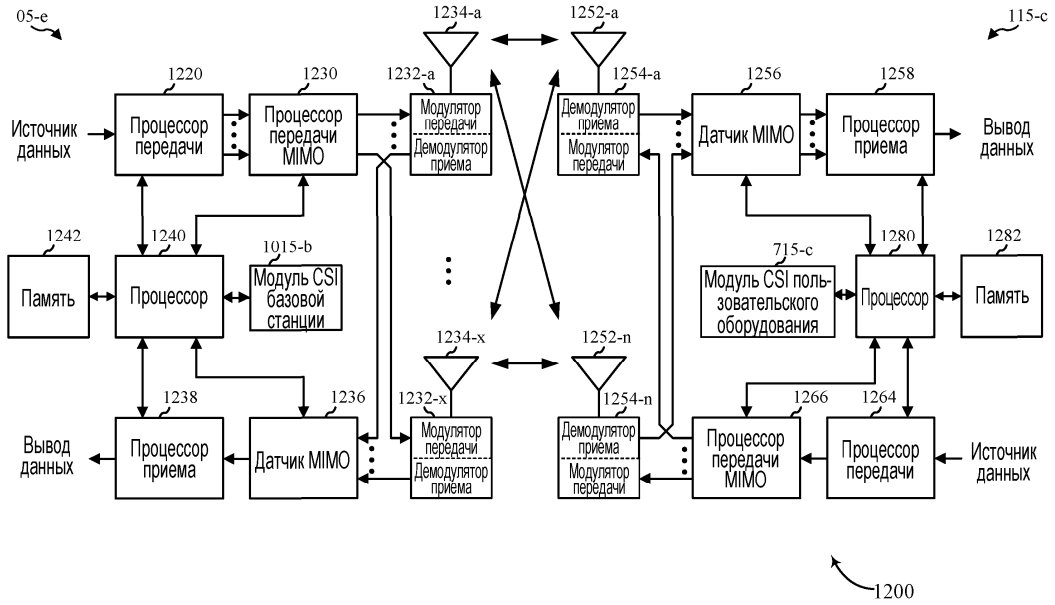 05-e
1234-a
1252-a
115-c
1220
1230
1232-a
1254-a
1256
1258
Источник
данных
Процессор
передачи
Процессор
передачи
MIMO
Модулятор
передачи
Демодулятор
приема
Демодулятор
приема
Модулятор
передачи
Датчик MIMO
Процессор
приема
Вывод
данных
1242
1240
1015-b
715-c
1280
1282
Память
Процессор
Модуль CSI
базовой
станции
Модуль CSI поль-
зовательского
оборудования
Процессор
Память
1234-x
1252-n
1238
1236
1232-x
1254-n
1266
1264
Вывод
данных
Процессор
приема
Датчик MIMO
Модулятор
передачи
Демодулятор
приема
Демодулятор
приема
Модулятор
передачи
Процессор
передачи
MIMO
Процессор
передачи
Источник
данных
1200